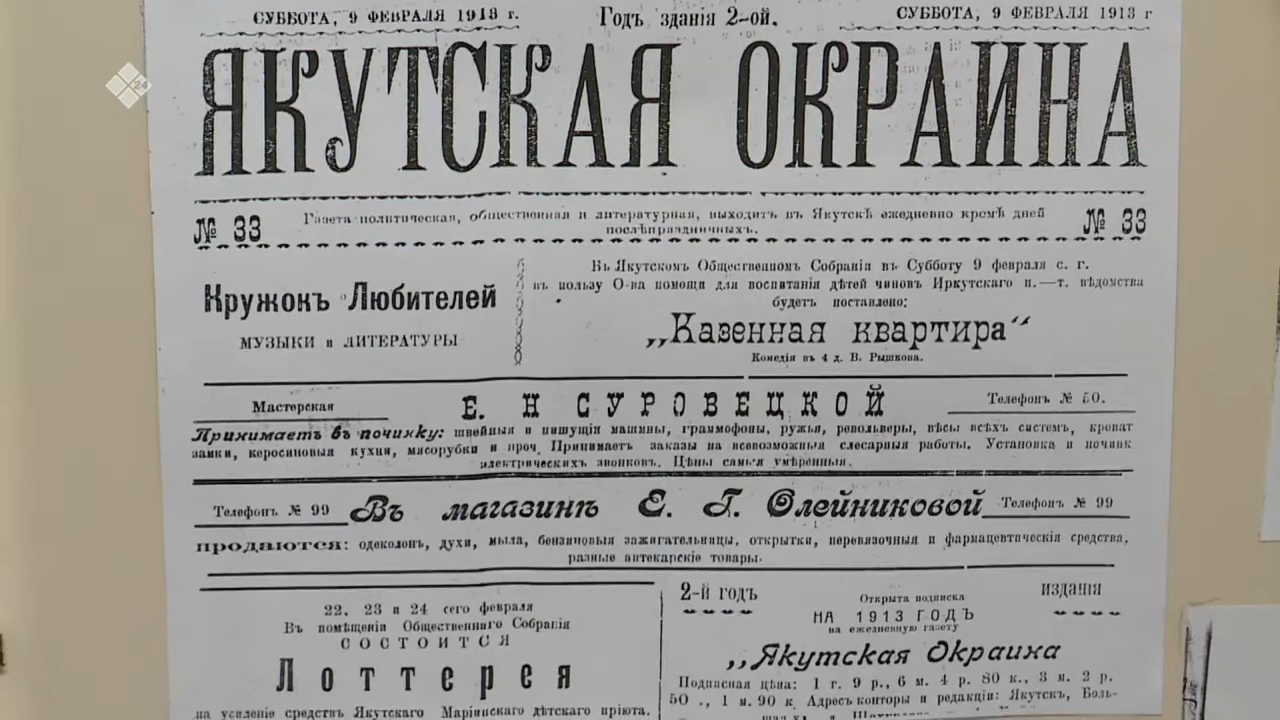 СУББОТА, 9 ФЕВРАЛЯ 1913 г.
Годъ зданія 2-ой.
СУББОТА, 9 ФЕВРАЛЯ 1913 г
ЯКУТСКАЯ ОКРАИНА
№ 33
Газета политическая, общественная и литературная, выходитъ въ Якутскѣ ежедневно кромѣ дней
послѣпраздничныхъ.
№ 33
Кружокъ Любителей
МУЗЫКИ и ЛИТЕРАТУРЫ
Въ Якутскомъ Общественномъ Собраніи въ Субботу 9 февраля с. г.
въ пользу О-ва помощи для воспитанія дѣтей чиновъ Иркутскаго п.—т. вѣдомства
будетъ поставлено:
„Казенная квартира“
Комедія въ 4 д. В. Рышкова.
Мастерская
Е. Н СУРОВЕЦКОЙ
Телефонъ № 50.
Принимаетъ въ починку: швейныя и пишущія машины, граммофоны, ружья, револьверы, вѣсы всѣхъ системъ, кроват
замки, керосиновыя кухни, мясорубки и проч. Принимаетъ заказы на всевозможныя слесарныя работы. Установка и починк
электрическихъ звонковъ. Цѣны самыя умѣренныя.
Телефонъ № 99
Въ магазинѣ Е. Г. Олейниковой
Телефонъ № 99
продаются: одеколонъ, духи, мыла, бензиновыя зажигательницы, открытки, перевязочныя и фармацевтическія средства,
разные аптекарскіе товары.
22, 23 и 24 сего февраля
Въ помѣщеніи Общественнаго Собранія
СОСТОИТСЯ
Лоттерея
на усиленіе средствъ Якутскаго Маріинскаго дѣтскаго пріюта.
2-й годъ
Открыта подписка
изданія
НА 1913 ГОДЪ
на ежедневную газету
„Якутская Окраина
Подписная цѣна: 1 г. 9 р., 6 м. 4 р. 80 к., 3 м. 2 р.
50 ., 1 м. 90 к Адресъ конторы и редакціи: Якутскъ, Боль-